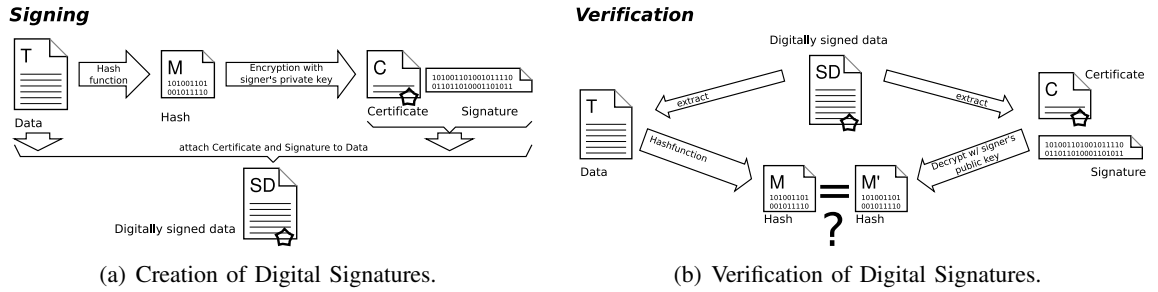 Signing
T
Data
Hash
function
M
101001101
001011110
Hash
Encryption with
signer's private key
C
Certificate
101001101001011110
011011010001101011
Signature
attach Certificate and Signature to Data
SD
Digitally signed data
(a) Creation of Digital Signatures.
Verification
Digitally signed data
SD
extract
extract
T
Data
C
Certificate
101001101001011110
011011010001101011
Signature
Hashfunction
Decrypt w/ signer's
public key
M
101001101
001011110
Hash
=
?
M'
101001101
001011110
Hash
(b) Verification of Digital Signatures.